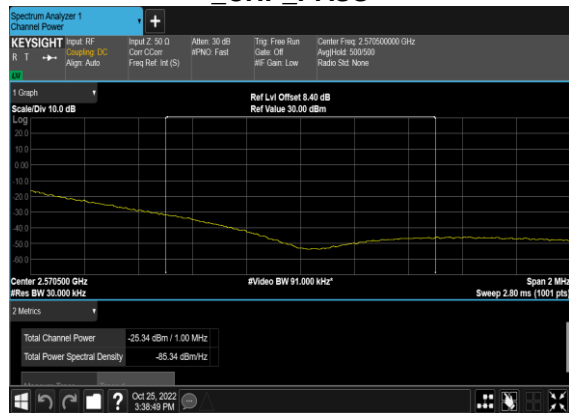 Spectrum Analyzer 1
Channel Power
+
KEYSIGHT
R T
Input: RF
Coupling: DC
Align: Auto
Input Z: 50 Ω
Corr CCorr
Freq Ref: Int (S)
Atten: 30 dB
#PNO: Fast
Trig: Free Run
Gate: Off
#IF Gain: Low
Center Freq: 2.570500000 GHz
Avg|Hold: 500/500
Radio Std: None
1 Graph
Scale/Div 10.0 dB
Ref Lvl Offset 8.40 dB
Ref Value 30.00 dBm
Log
20.0
10.0
0.00
-10.0
-20.0
-30.0
-40.0
-50.0
-60.0
Center 2.570500 GHz
#Res BW 30.000 kHz
#Video BW 91.000 kHz*
Span 2 MHz
Sweep 2.80 ms (1001 pts)
2 Metrics
Total Channel Power -25.34 dBm / 1.00 MHz
Total Power Spectral Density -85.34 dBm/Hz
?
Oct 25, 2022
3:38:49 PM